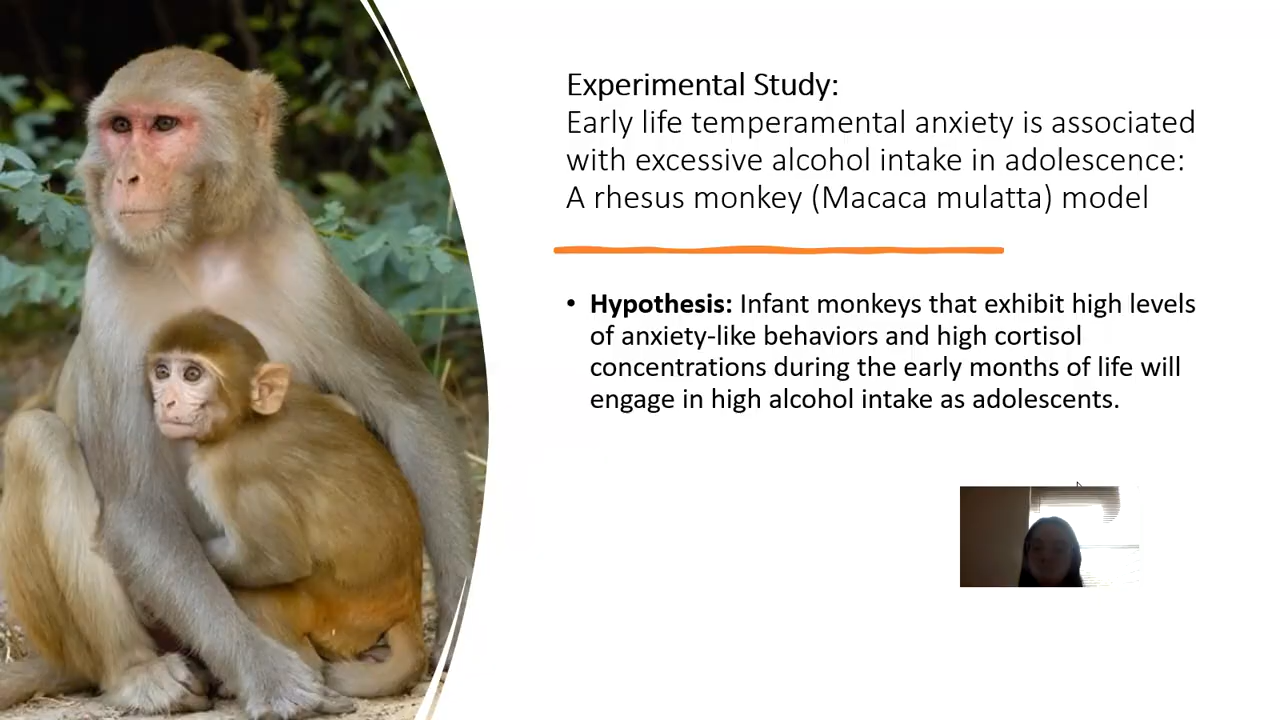 Experimental Study:
Early life temperamental anxiety is associated
with excessive alcohol intake in adolescence:
A rhesus monkey (Macaca mulatta) model
• Hypothesis: Infant monkeys that exhibit high levels
of anxiety-like behaviors and high cortisol
concentrations during the early months of life will
engage in high alcohol intake as adolescents.